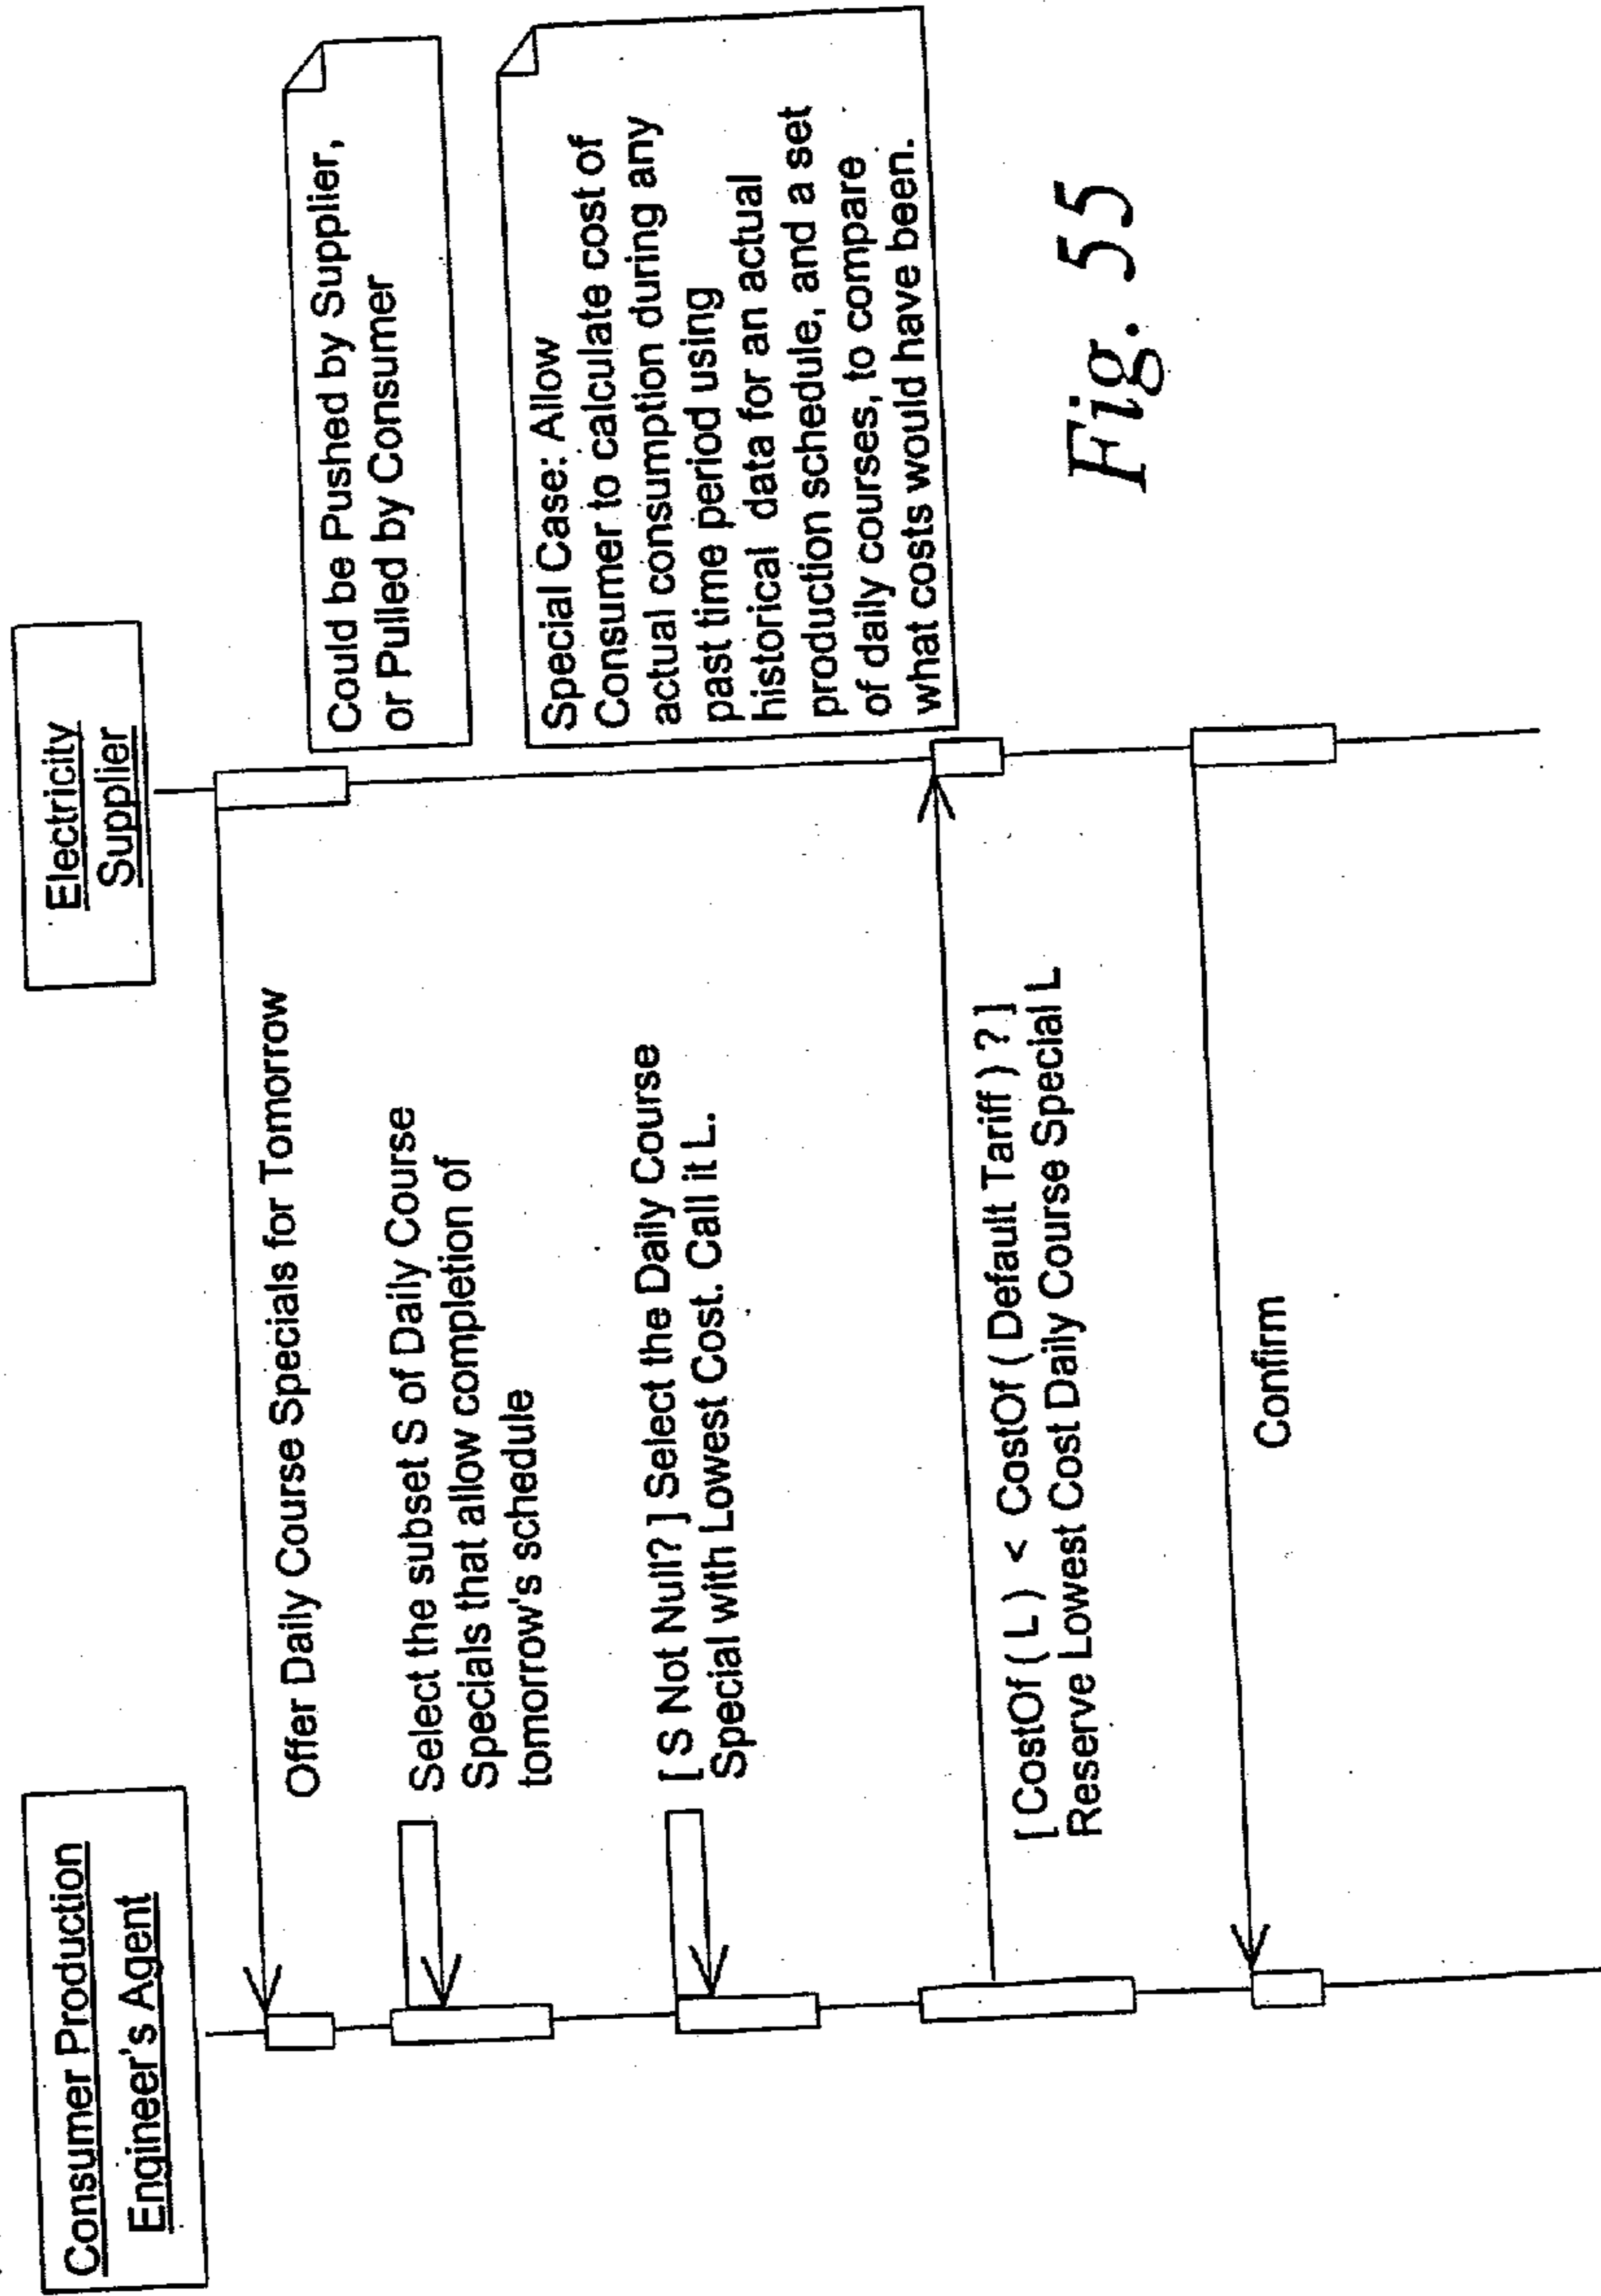 Consumer Production
Engineer's Agent
Electricity
Supplier
Offer Daily Course Specials for Tomorrow
Could be Pushed by Supplier,
or Pulled by Consumer
Select the subset S of Daily Course
Specials that allow completion of
tomorrow's schedule
[ S Not Null? ] Select the Daily Course
Special with Lowest Cost. Call it L.
Special Case: Allow
Consumer to calculate cost of
actual consumption during any
past time period using
historical data for an actual
production schedule, and a set
of daily courses, to compare
what costs would have been.
[ CostOf ( L ) < CostOf ( Default Tariff ) ? ]
Reserve Lowest Cost Daily Course Special L
Confirm
Fig. 55